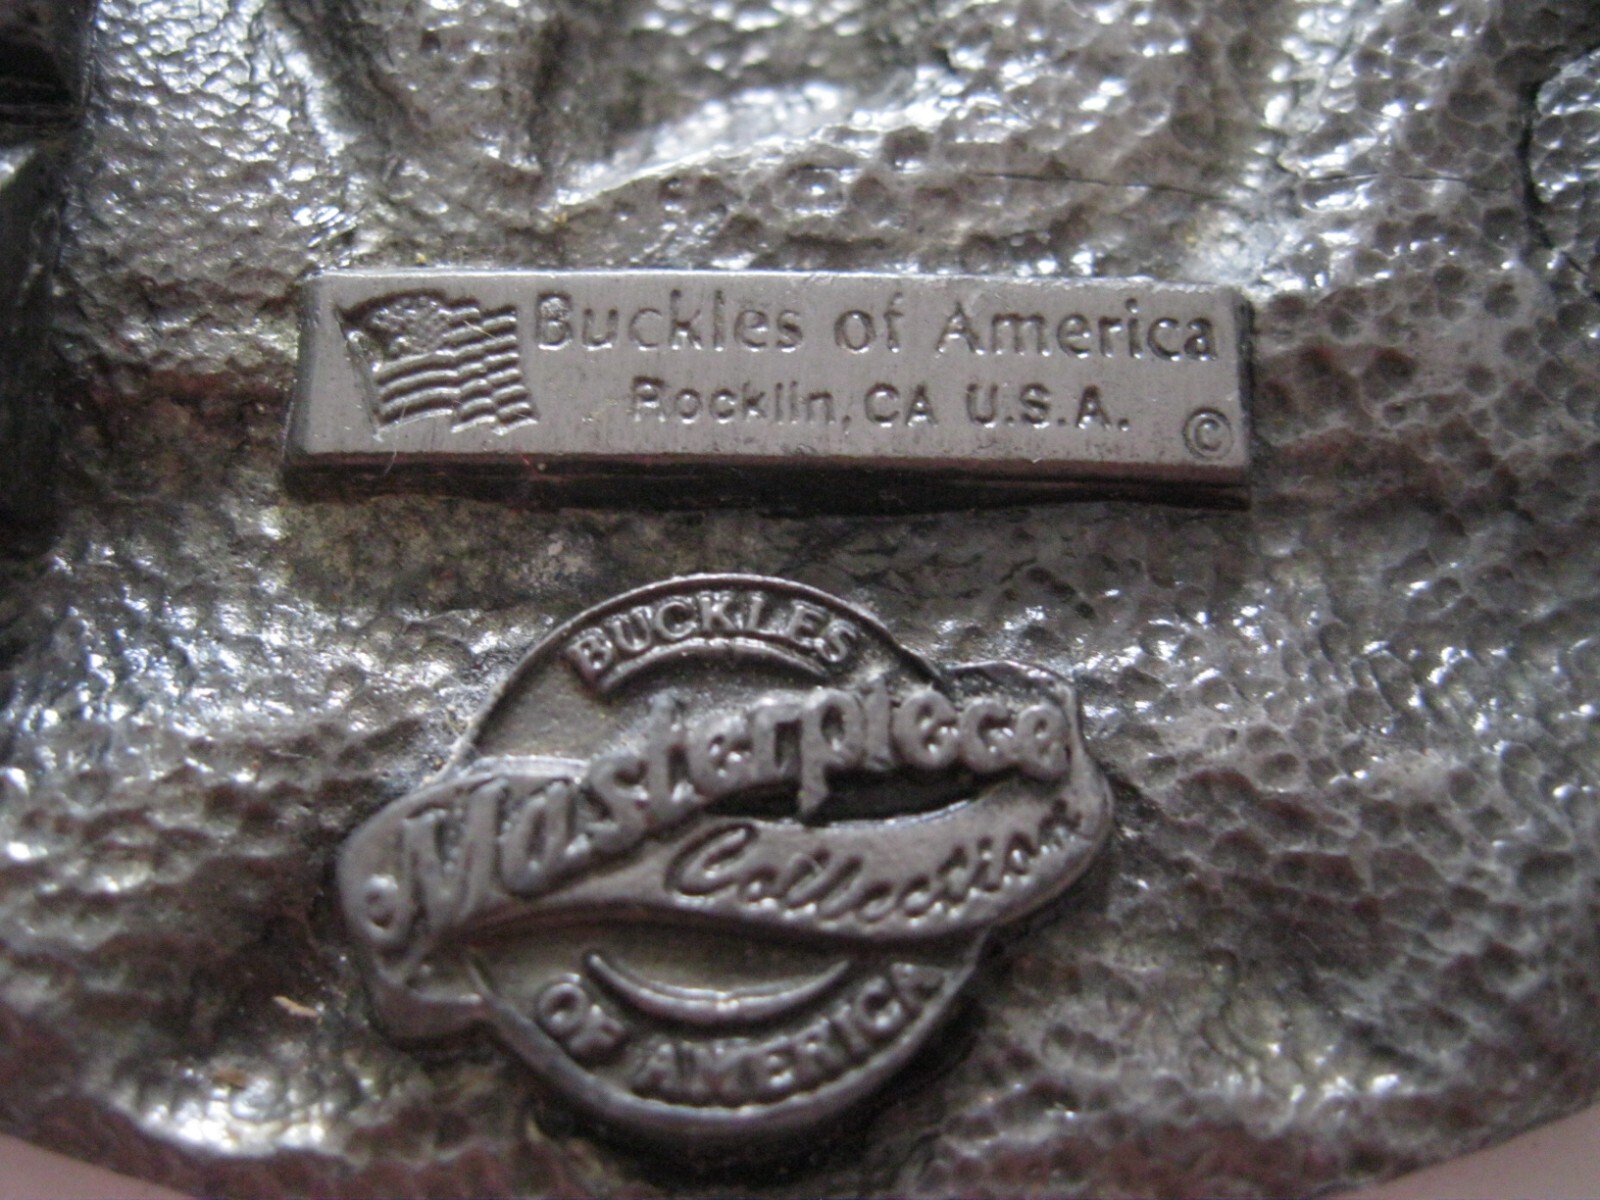 Buckles of America
Rocklin, CA U.S.A.
©
BUCKLES
Masterpiece
Collection
OF AMERICA